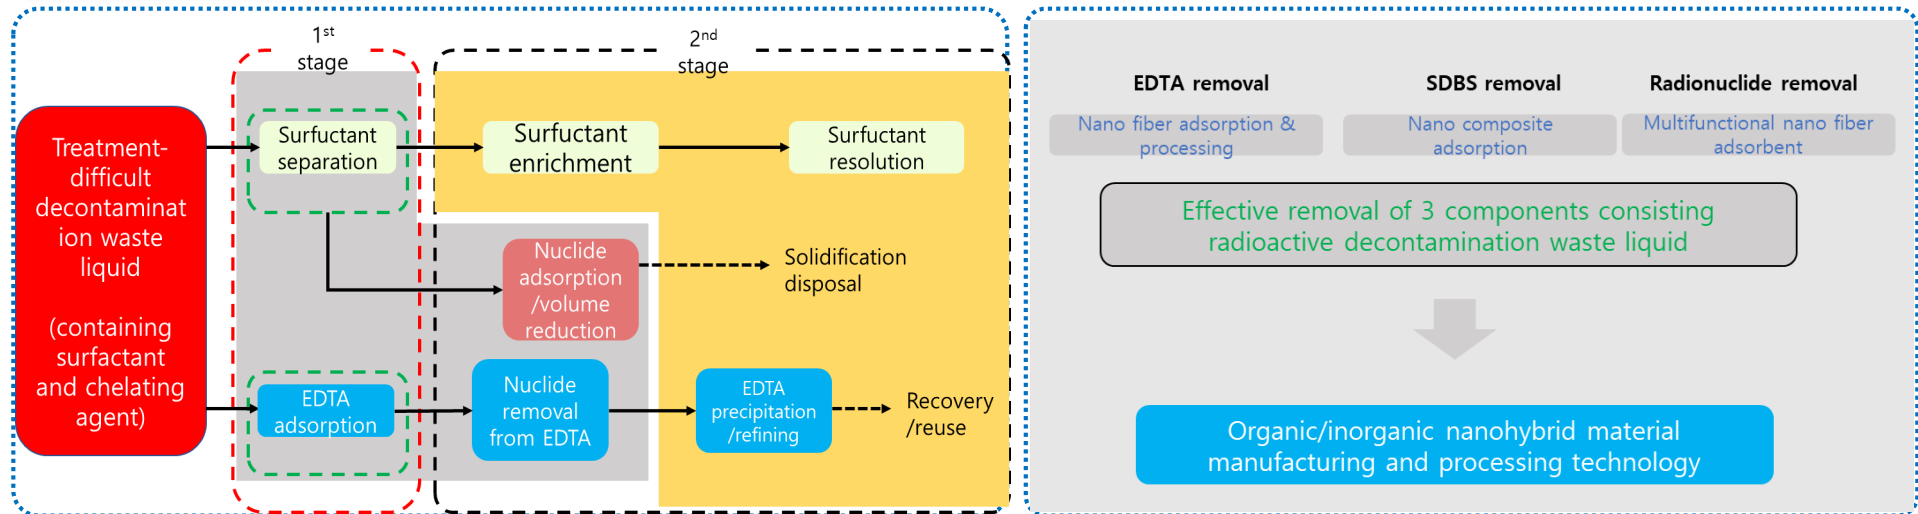 1st
stage
2nd
stage
Treatment-
difficult
decontaminat
ion waste
liquid
(containing
surfactant
and chelating
agent)
Surfuctant
separation
Surfuctant
enrichment
Surfuctant
resolution
Nuclide
adsorption
/volume
reduction
Solidification
disposal
EDTA
adsorption
Nuclide
removal
from EDTA
EDTA
precipitation
/refining
Recovery
/reuse
EDTA removal
SDBS removal
Radionuclide removal
Nano fiber adsorption &
processing
Nano composite
adsorption
Multifunctional nano fiber
adsorbent
Effective removal of 3 components consisting
radioactive decontamination waste liquid
Organic/inorganic nanohybrid material
manufacturing and processing technology